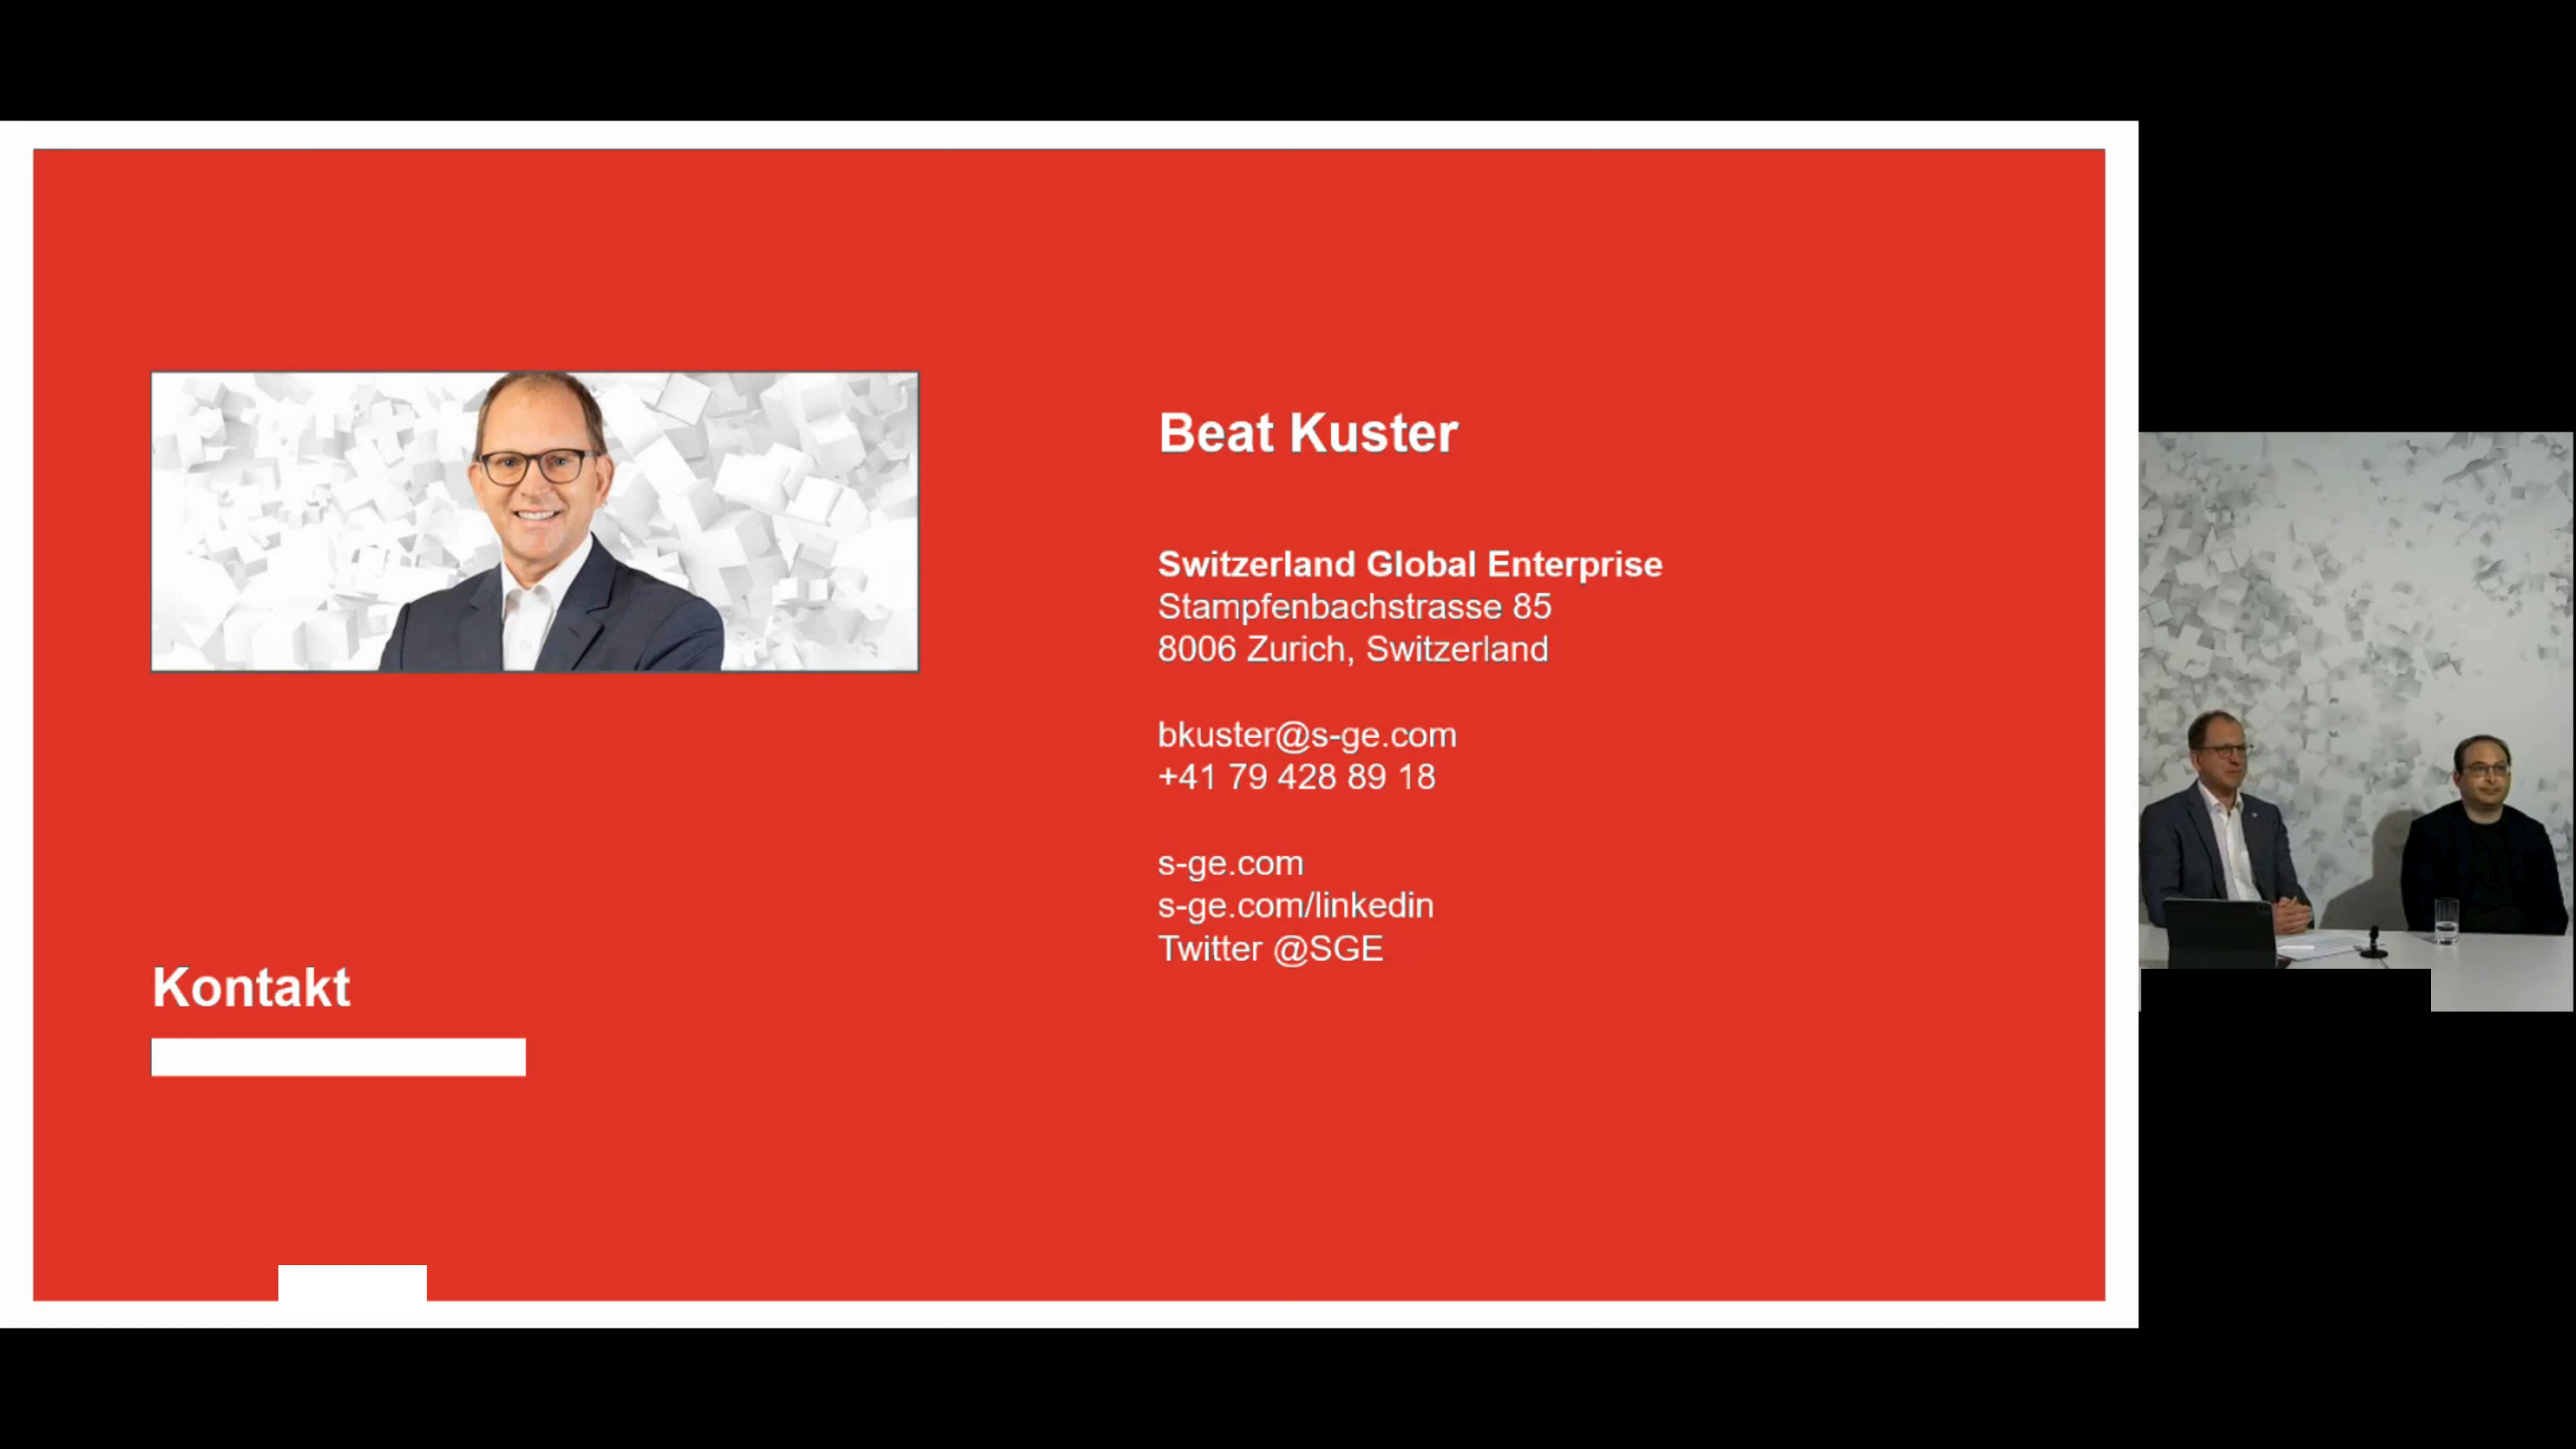 Beat Kuster
Switzerland Global Enterprise
Stampfenbachstrasse 85
8006 Zurich, Switzerland
bkuster@s-ge.com
+41 79 428 89 18
s-ge.com
s-ge.com/linkedin
Twitter @SGE
Kontakt